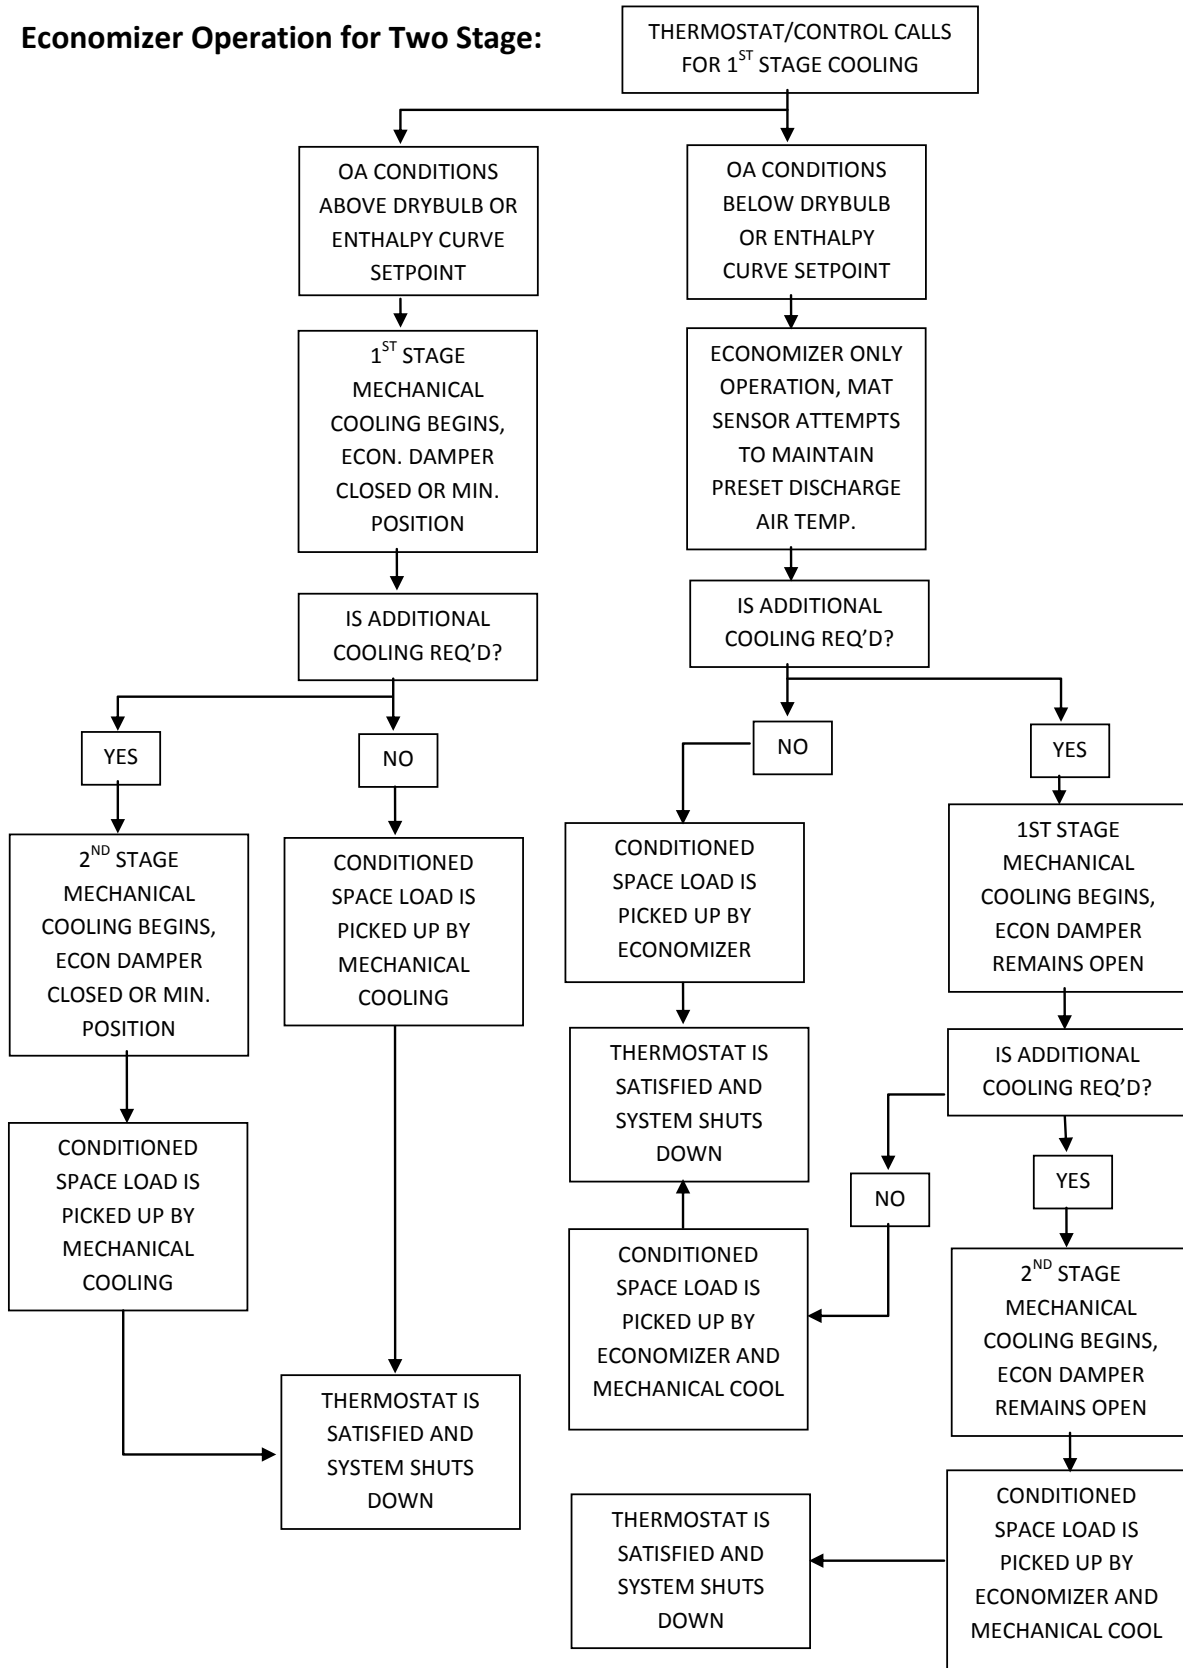 Economizer Operation for Two Stage:
THERMOSTAT/CONTROL CALLS
FOR 1ST STAGE COOLING
OA CONDITIONS
ABOVE DRYBULB OR
ENTHALPY CURVE
SETPOINT
OA CONDITIONS
BELOW DRYBULB
OR ENTHALPY
CURVE SETPOINT
1ST STAGE
MECHANICAL
COOLING BEGINS,
ECON. DAMPER
CLOSED OR MIN.
POSITION
ECONOMIZER ONLY
OPERATION, MAT
SENSOR ATTEMPTS
TO MAINTAIN
PRESET DISCHARGE
AIR TEMP.
IS ADDITIONAL
COOLING REQ’D?
IS ADDITIONAL
COOLING REQ’D?
YES
NO
NO
YES
2ND STAGE
MECHANICAL
COOLING BEGINS,
ECON DAMPER
CLOSED OR MIN.
POSITION
CONDITIONED
SPACE LOAD IS
PICKED UP BY
MECHANICAL
COOLING
CONDITIONED
SPACE LOAD IS
PICKED UP BY
ECONOMIZER
1ST STAGE
MECHANICAL
COOLING BEGINS,
ECON DAMPER
REMAINS OPEN
THERMOSTAT IS
SATISFIED AND
SYSTEM SHUTS
DOWN
IS ADDITIONAL
COOLING REQ’D?
CONDITIONED
SPACE LOAD IS
PICKED UP BY
MECHANICAL
COOLING
NO
YES
CONDITIONED
SPACE LOAD IS
PICKED UP BY
ECONOMIZER AND
MECHANICAL COOL
2ND STAGE
MECHANICAL
COOLING BEGINS,
ECON DAMPER
REMAINS OPEN
THERMOSTAT IS
SATISFIED AND
SYSTEM SHUTS
DOWN
THERMOSTAT IS
SATISFIED AND
SYSTEM SHUTS
DOWN
CONDITIONED
SPACE LOAD IS
PICKED UP BY
ECONOMIZER AND
MECHANICAL COOL